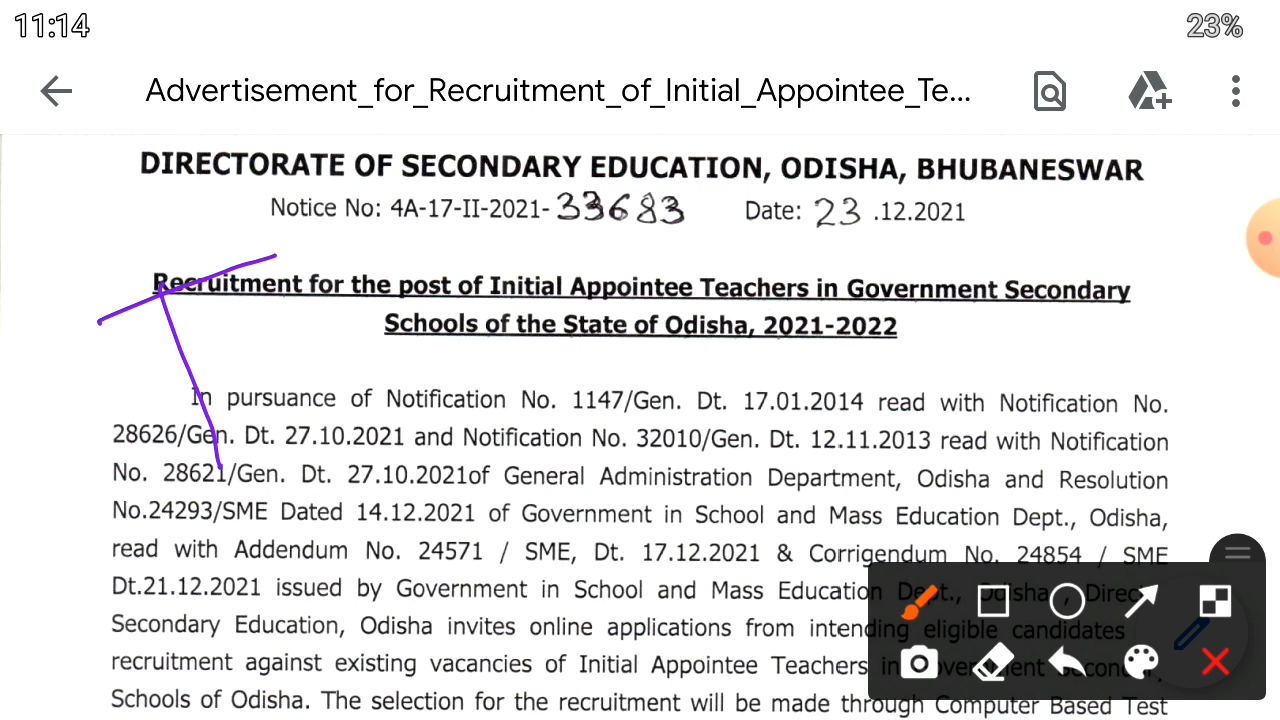 11:14
23%
Advertisement_for_Recruitment_of_Initial_Appointee_Te...
DIRECTORATE OF SECONDARY EDUCATION, ODISHA, BHUBANESWAR
Notice No: 4A-17-II-2021-33683 Date: 23 .12.2021
Recruitment for the post of Initial Appointee Teachers in Government Secondary
Schools of the State of Odisha, 2021-2022
In pursuance of Notification No. 1147/Gen. Dt. 17.01.2014 read with Notification No.
28626/Gen. Dt. 27.10.2021 and Notification No. 32010/Gen. Dt. 12.11.2013 read with Notification
No. 28621/Gen. Dt. 27.10.2021of General Administration Department, Odisha and Resolution
No.24293/SME Dated 14.12.2021 of Government in School and Mass Education Dept., Odisha,
read with Addendum No. 24571 / SME, Dt. 17.12.2021 & Corrigendum No. 24854 / SME
Dt.21.12.2021 issued by Government in School and Mass Education Dept., Odisha,
Secondary Education, Odisha invites online applications from intending eligible candidates
recruitment against existing vacancies of Initial Appointee Teachers in Government
Schools of Odisha. The selection for the recruitment will be made through Computer Based Test